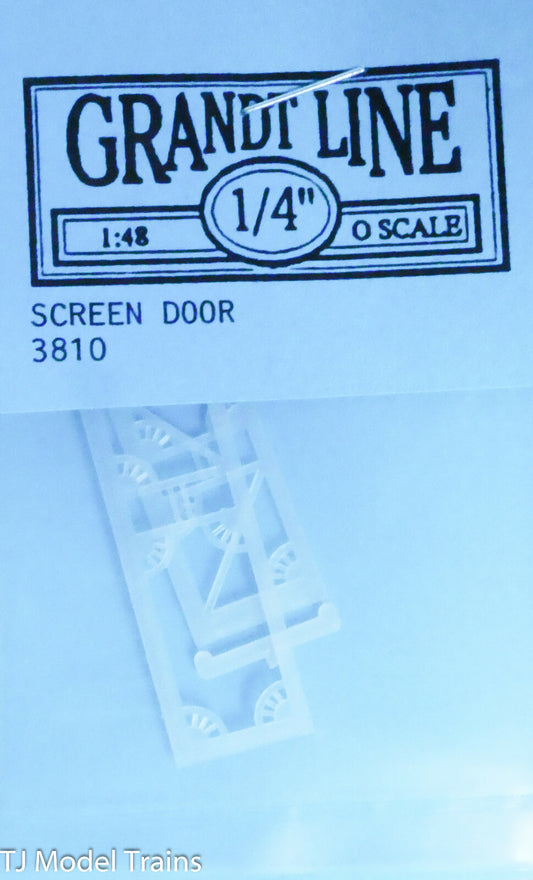 GRANDT LINE
1/4"
1:48 O SCALE
SCREEN DOOR
3810
TJ Model Trains